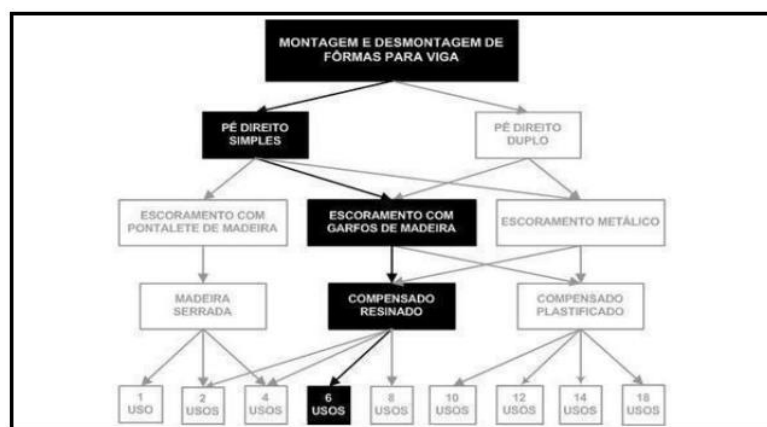 MONTAGEM E DESMONTAGEM DE
FÔRMAS PARA VIGA
PÉ DIREITO
SIMPLES
PÉ DIREITO
DUPLO
ESCORAMENTO COM
PONTALETE DE MADEIRA
ESCORAMENTO COM
GARFOS DE MADEIRA
ESCORAMENTO METÁLICO
MADEIRA
SERRADA
COMPENSADO
RESINADO
COMPENSADO
PLASTIFICADO
1
USO
2
USOS
4
USOS
6
USOS
8
USOS
10
USOS
12
USOS
14
USOS
18
USOS